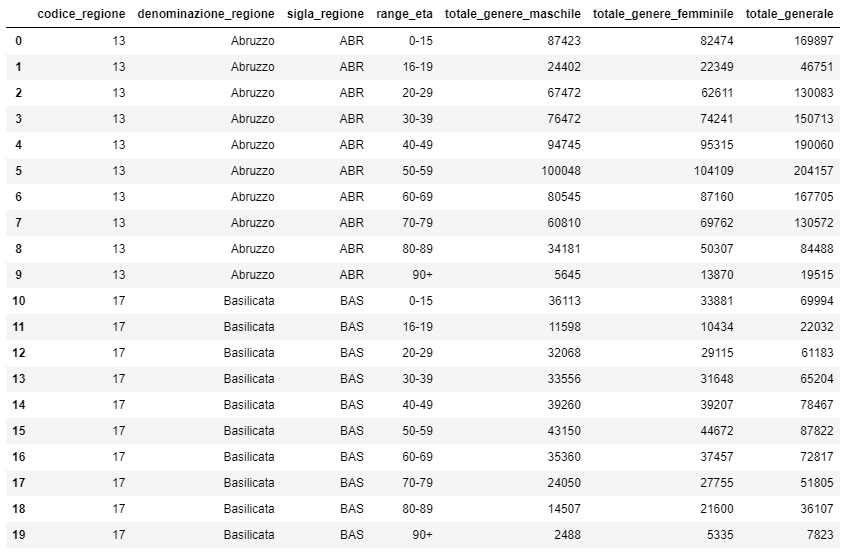 codice_regione denominazione_regione sigla_regione range_eta totale_genere_maschile totale_genere_femminile totale_generale
0 13 Abruzzo ABR 0-15 87423 82474 169897
1 13 Abruzzo ABR 16-19 24402 22349 46751
2 13 Abruzzo ABR 20-29 67472 62611 130083
3 13 Abruzzo ABR 30-39 76472 74241 150713
4 13 Abruzzo ABR 40-49 94745 95315 190060
5 13 Abruzzo ABR 50-59 100048 104109 204157
6 13 Abruzzo ABR 60-69 80545 87160 167705
7 13 Abruzzo ABR 70-79 60810 69762 130572
8 13 Abruzzo ABR 80-89 34181 50307 84488
9 13 Abruzzo ABR 90+ 5645 13870 19515
10 17 Basilicata BAS 0-15 36113 33881 69994
11 17 Basilicata BAS 16-19 11598 10434 22032
12 17 Basilicata BAS 20-29 32068 29115 61183
13 17 Basilicata BAS 30-39 33556 31648 65204
14 17 Basilicata BAS 40-49 39260 39207 78467
15 17 Basilicata BAS 50-59 43150 44672 87822
16 17 Basilicata BAS 60-69 35360 37457 72817
17 17 Basilicata BAS 70-79 24050 27755 51805
18 17 Basilicata BAS 80-89 14507 21600 36107
19 17 Basilicata BAS 90+ 2488 5335 7823